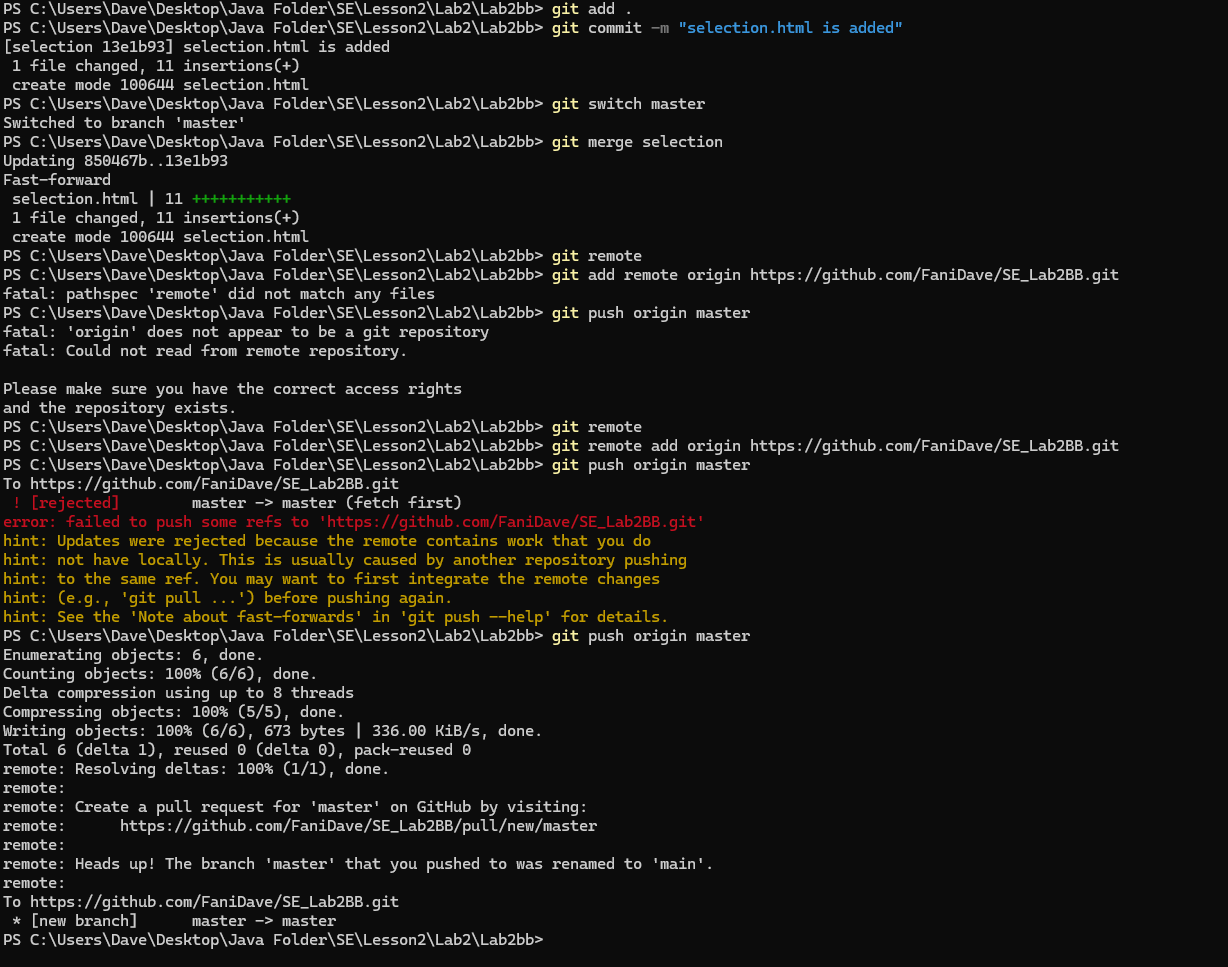 PS C:\Users\Dave\Desktop\Java Folder\SE\Lesson2\Lab2\Lab2bb> git add .
PS C:\Users\Dave\Desktop\Java Folder\SE\Lesson2\Lab2\Lab2bb> git commit -m "selection.html is added"
[selection 13e1b93] selection.html is added
 1 file changed, 11 insertions(+)
 create mode 100644 selection.html
PS C:\Users\Dave\Desktop\Java Folder\SE\Lesson2\Lab2\Lab2bb> git switch master
Switched to branch 'master'
PS C:\Users\Dave\Desktop\Java Folder\SE\Lesson2\Lab2\Lab2bb> git merge selection
Updating 850467b..13e1b93
Fast-forward
 selection.html | 11 +++++++++++
 1 file changed, 11 insertions(+)
 create mode 100644 selection.html
PS C:\Users\Dave\Desktop\Java Folder\SE\Lesson2\Lab2\Lab2bb> git remote
PS C:\Users\Dave\Desktop\Java Folder\SE\Lesson2\Lab2\Lab2bb> git add remote origin https://github.com/FaniDave/SE_Lab2BB.git
fatal: pathspec 'remote' did not match any files
PS C:\Users\Dave\Desktop\Java Folder\SE\Lesson2\Lab2\Lab2bb> git push origin master
fatal: 'origin' does not appear to be a git repository
fatal: Could not read from remote repository.

Please make sure you have the correct access rights
and the repository exists.
PS C:\Users\Dave\Desktop\Java Folder\SE\Lesson2\Lab2\Lab2bb> git remote
PS C:\Users\Dave\Desktop\Java Folder\SE\Lesson2\Lab2\Lab2bb> git remote add origin https://github.com/FaniDave/SE_Lab2BB.git
PS C:\Users\Dave\Desktop\Java Folder\SE\Lesson2\Lab2\Lab2bb> git push origin master
To https://github.com/FaniDave/SE_Lab2BB.git
 ! [rejected]        master -> master (fetch first)
error: failed to push some refs to 'https://github.com/FaniDave/SE_Lab2BB.git'
hint: Updates were rejected because the remote contains work that you do
hint: not have locally. This is usually caused by another repository pushing
hint: to the same ref. You may want to first integrate the remote changes
hint: (e.g., 'git pull ...') before pushing again.
hint: See the 'Note about fast-forwards' in 'git push --help' for details.
PS C:\Users\Dave\Desktop\Java Folder\SE\Lesson2\Lab2\Lab2bb> git push origin master
Enumerating objects: 6, done.
Counting objects: 100% (6/6), done.
Delta compression using up to 8 threads
Compressing objects: 100% (5/5), done.
Writing objects: 100% (6/6), 673 bytes | 336.00 KiB/s, done.
Total 6 (delta 1), reused 0 (delta 0), pack-reused 0
remote: Resolving deltas: 100% (1/1), done.
remote:
remote: Create a pull request for 'master' on GitHub by visiting:
remote:      https://github.com/FaniDave/SE_Lab2BB/pull/new/master
remote:
remote: Heads up! The branch 'master' that you pushed to was renamed to 'main'.
remote:
To https://github.com/FaniDave/SE_Lab2BB.git
 * [new branch]      master -> master
PS C:\Users\Dave\Desktop\Java Folder\SE\Lesson2\Lab2\Lab2bb>